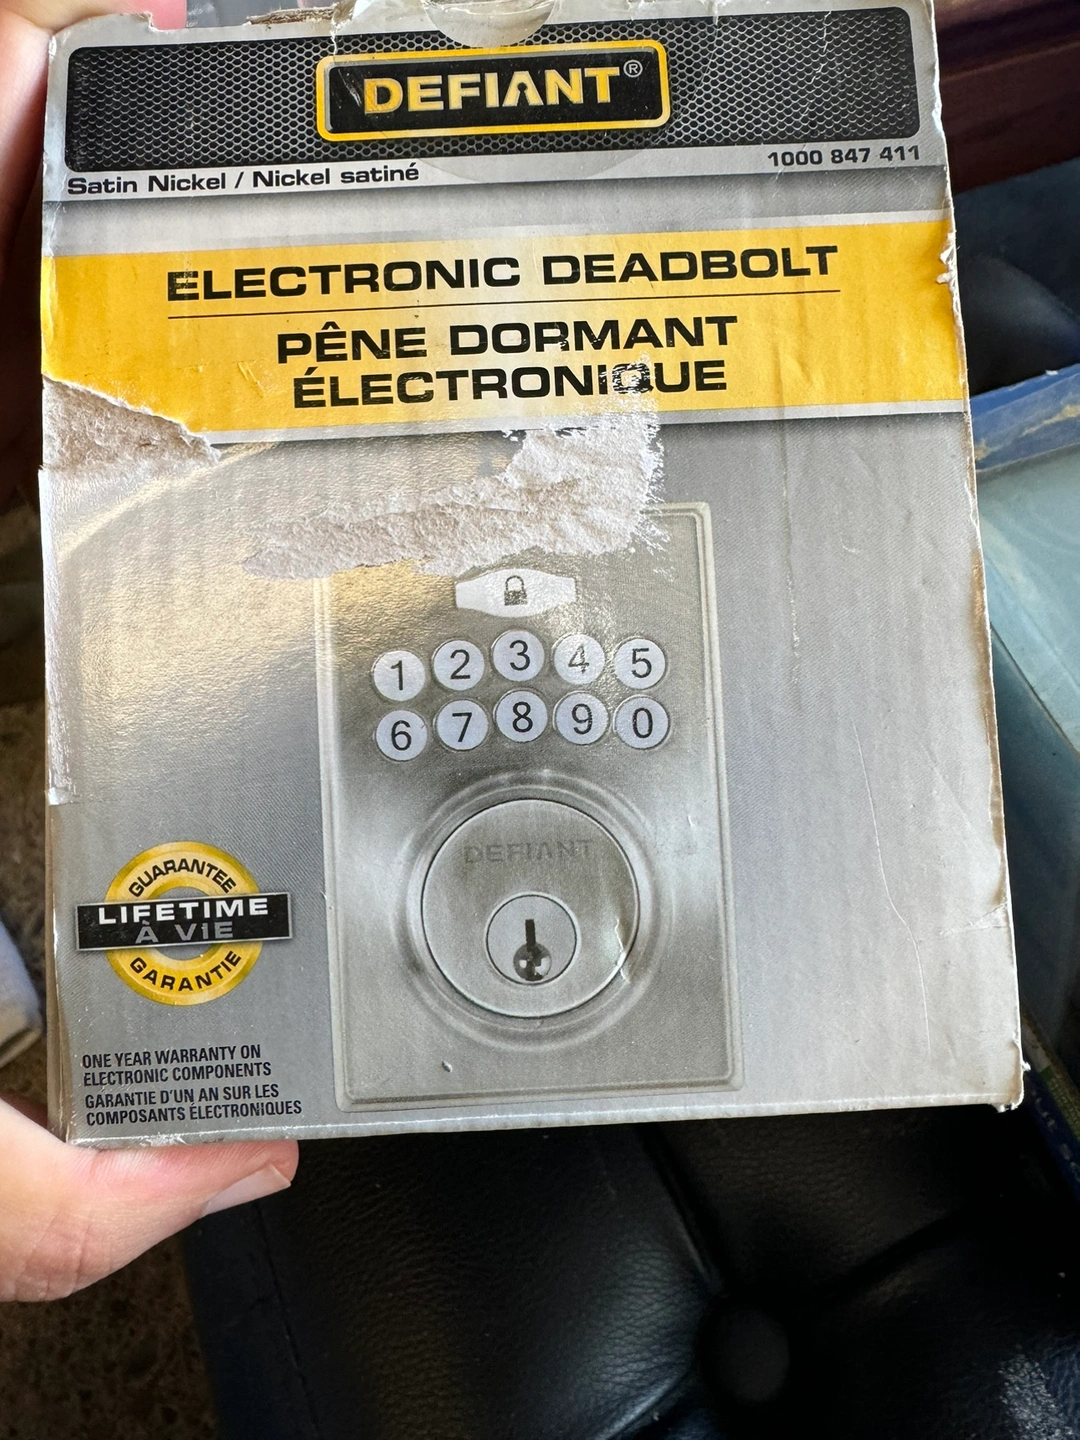 DEFIANT®
Satin Nickel / Nickel satiné
1000 847 411
ELECTRONIC DEADBOLT
PÊNE DORMANT
ÉLECTRONIQUE
1 2 3 4 5
6 7 8 9 0
DEFIANT
GUARANTEE
LIFETIME
À VIE
GARANTIE
ONE YEAR WARRANTY ON
ELECTRONIC COMPONENTS
GARANTIE D'UN AN SUR LES
COMPOSANTS ÉLECTRONIQUES